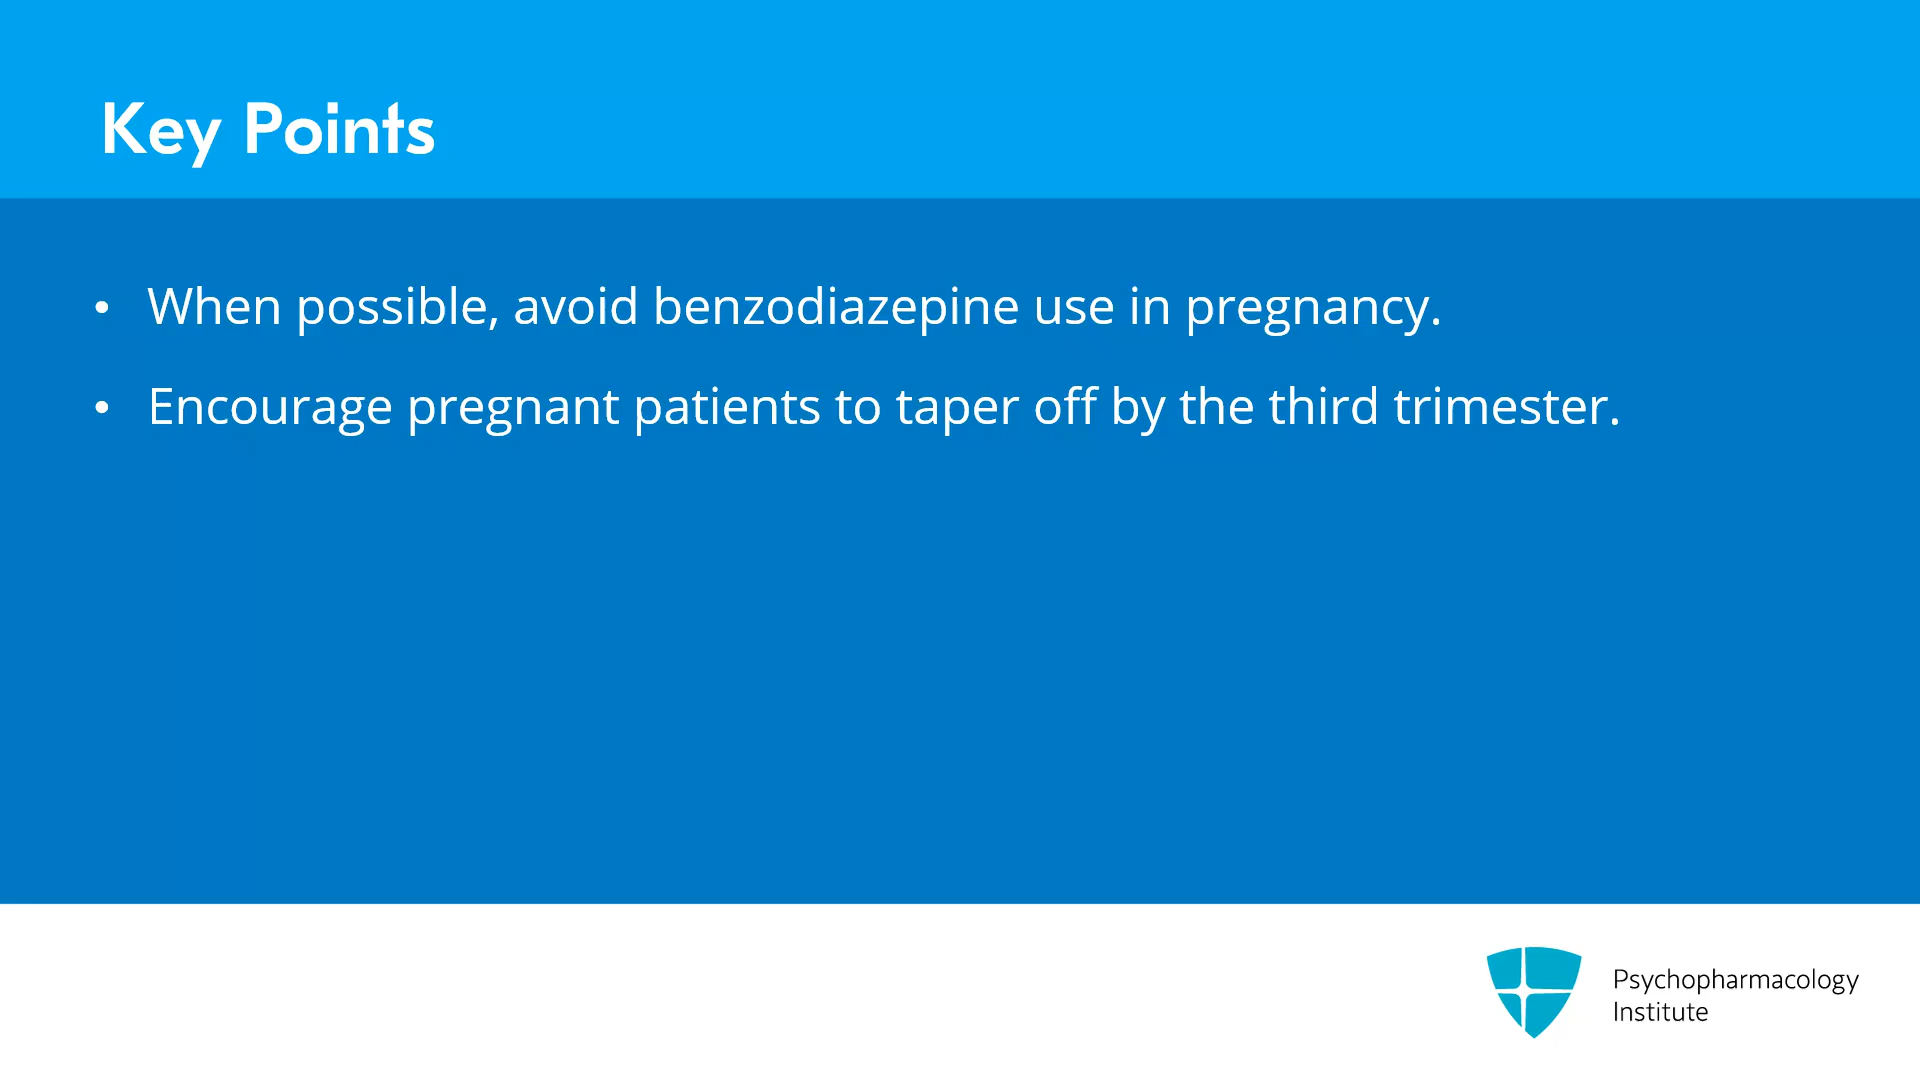 Key Points
• When possible, avoid benzodiazepine use in pregnancy.
• Encourage pregnant patients to taper off by the third trimester.
Psychopharmacology
Institute